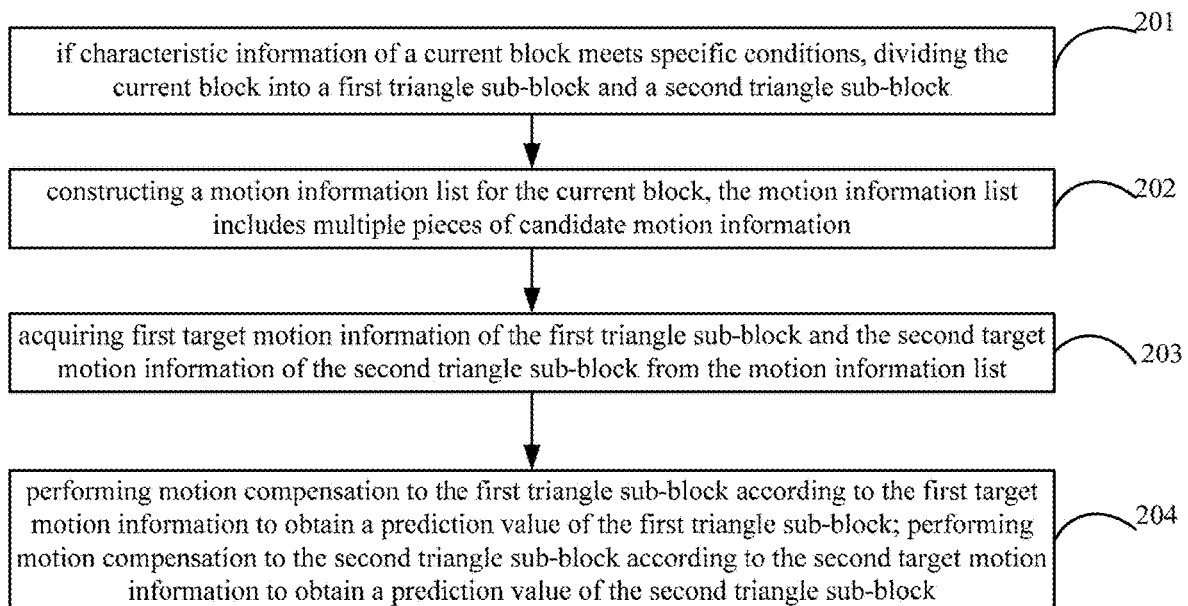 201
if characteristic information of a current block meets specific conditions, dividing the
current block into a first triangle sub-block and a second triangle sub-block
202
constructing a motion information list for the current block, the motion information list
includes multiple pieces of candidate motion information
acquiring first target motion information of the first triangle sub-block and the second target
motion information of the second triangle sub-block from the motion information list
203
performing motion compensation to the first triangle sub-block according to the first target
motion information to obtain a prediction value of the first triangle sub-block; performing
motion compensation to the second triangle sub-block according to the second target motion
information to obtain a prediction value of the second triangle sub-block
204